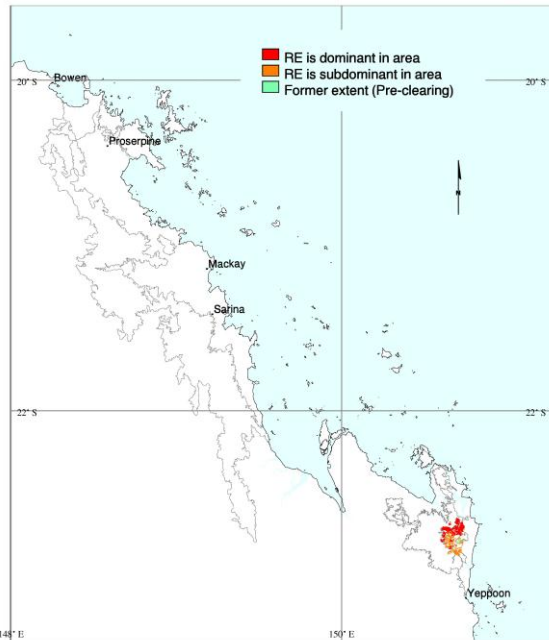 RE is dominant in area
20° S
20° S
RE is subdominant in area
Bowen
Former extent (Pre-clearing)
Proserpine
N
Mackay
Sarina
22° S
22° S
Yeppoon
148° E
150° E